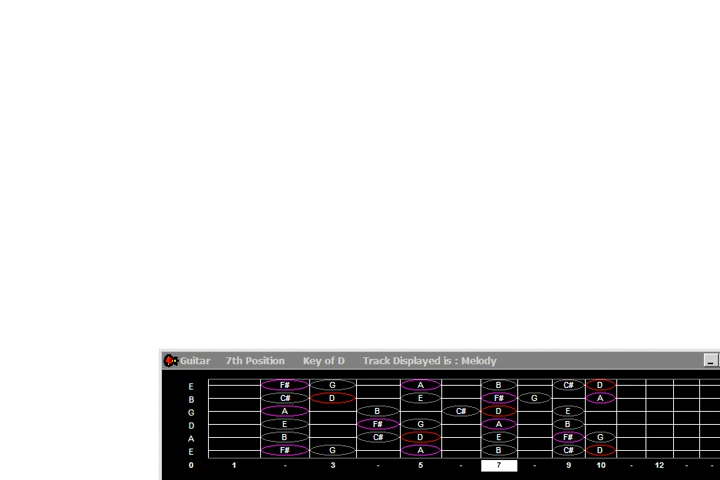 Guitar 7th Position Key of D Track Displayed is : Melody
E F# G A B C# D
B C# D E F# G A
G A B C# D E
D E F# G A B
A B C# D E F# G
E F# G A B C# D
0 1 - 3 - 5 - 7 - 9 10 - 12 - -